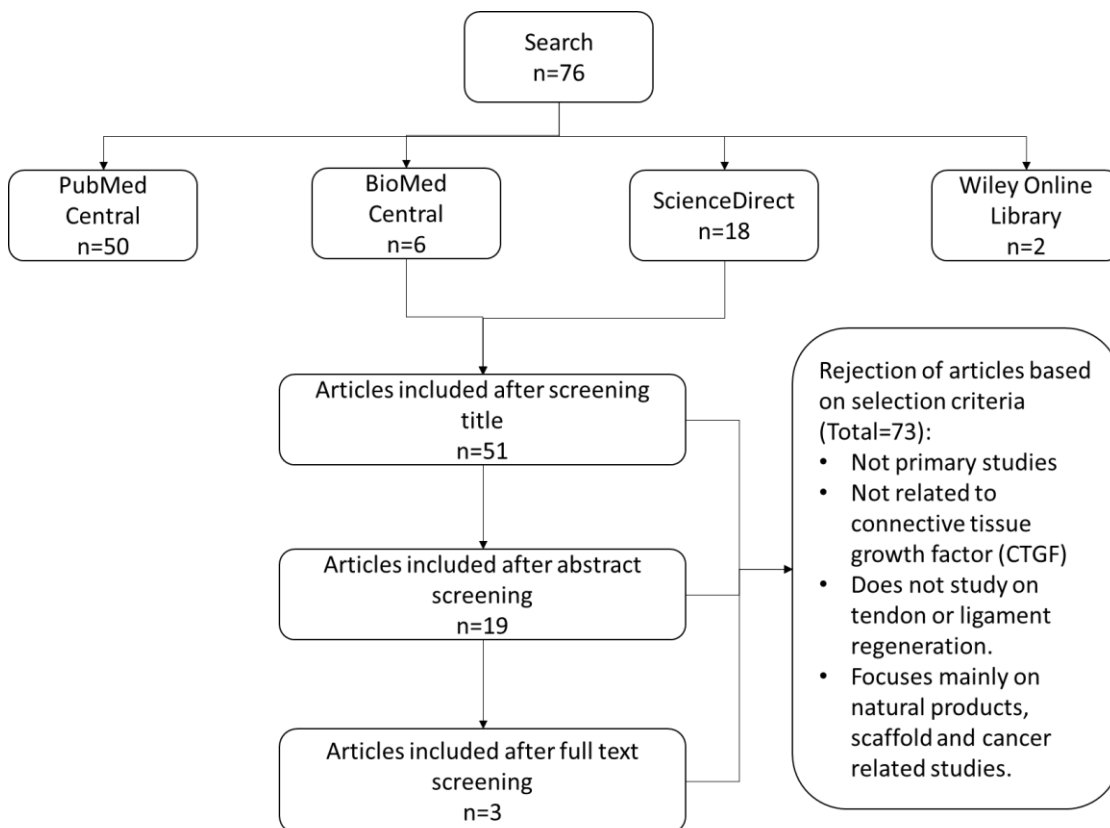 Search
n=76
PubMed
Central
n=50
BioMed
Central
n=6
ScienceDirect
n=18
Wiley Online
Library
n=2
Articles included after screening
title
n=51
Articles included after abstract
screening
n=19
Articles included after full text
screening
n=3
Rejection of articles based
on selection criteria
(Total=73):
• Not primary studies
• Not related to
connective tissue
growth factor (CTGF)
• Does not study on
tendon or ligament
regeneration.
• Focuses mainly on
natural products,
scaffold and cancer
related studies.